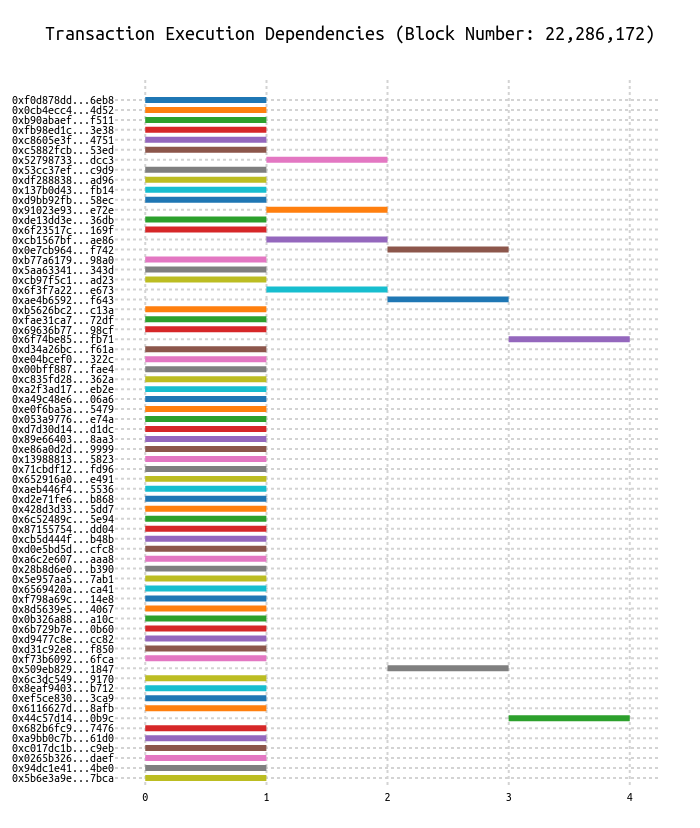 Transaction Execution Dependencies (Block Number: 22,286,172)
0xf0d878dd...6eb8
0x0cb4ecc4...4d52
0xb90abaef...f511
0xfb98ed1c...3e38
0xc8605e3f...4751
0xc5882fcb...53ed
0x52798733...dcc3
0x53cc37ef...c9d9
0xdf288838...ad96
0x137b0d43...fb14
0xd9bb92fb...58ec
0x91023e93...e72e
0xde13dd3e...36db
0x6f23517c...169f
0xcb1567bf...ae86
0x0e7cb964...f742
0xb77a6179...98a0
0x5aa63341...343d
0xcb97f5c1...ad23
0x6f3f7a22...e673
0xae4b6592...f643
0xb5626bc2...c13a
0xfae31ca7...72df
0x69636b77...98cf
0x6f74be85...fb71
0xd34a26bc...f61a
0xe04bcef0...322c
0x00bff887...fae4
0xc835fd28...362a
0xa2f3ad17...eb2e
0xa49c48e6...06a6
0xe0f6ba5a...5479
0x053a9776...e74a
0xd7d30d14...d1dc
0x89e66403...8aa3
0xe86a0d2d...9999
0x13988813...5823
0x71cbdf12...fd96
0x652916a0...e491
0xaeb446f4...5536
0xd2e71fe6...b868
0x428d3d33...5dd7
0x6c52489c...5e94
0x87155754...dd04
0xcb5d444f...b48b
0xd0e5bd5d...cfc8
0xa6c2e607...aaa8
0x28b8d6e0...b390
0x5e957aa5...7ab1
0x6569420a...ca41
0xf798a69c...14e8
0x8d5639e5...4067
0x0b326a88...a10c
0x6b729b7e...0b60
0xd9477c8e...cc82
0xd31c92e8...f850
0xf73b6092...6fca
0x509eb829...1847
0x6c3dc549...9170
0x8eaf9403...b712
0xef5ce830...3ca9
0x6116627d...8afb
0x44c57d14...0b9c
0x682b6fc9...7476
0xa9bb0c7b...61d0
0xc017dc1b...c9eb
0x0265b326...daef
0x94dc1e41...4be0
0x5b6e3a9e...7bca
0 1 2 3 4